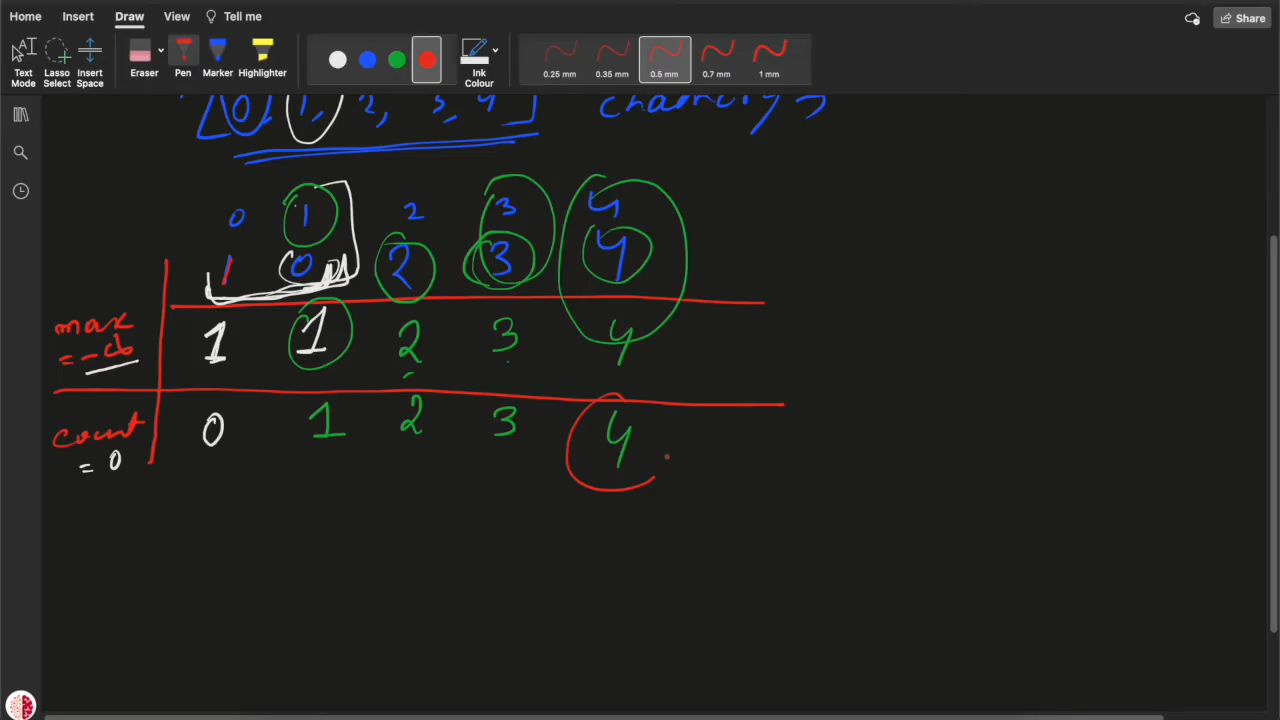 Home Insert Draw View Tell me Share
Text Mode Lasso Select Insert Space Eraser Pen Marker Highlighter Ink Colour 0.25 mm 0.35 mm 0.5 mm 0.7 mm 1 mm
[0, 1, 2, 3, 4]
0 1 2 3 4
1 0 2 3 4
max = -∞ 1 1 2 3 4
count = 0 0 1 2 3 4